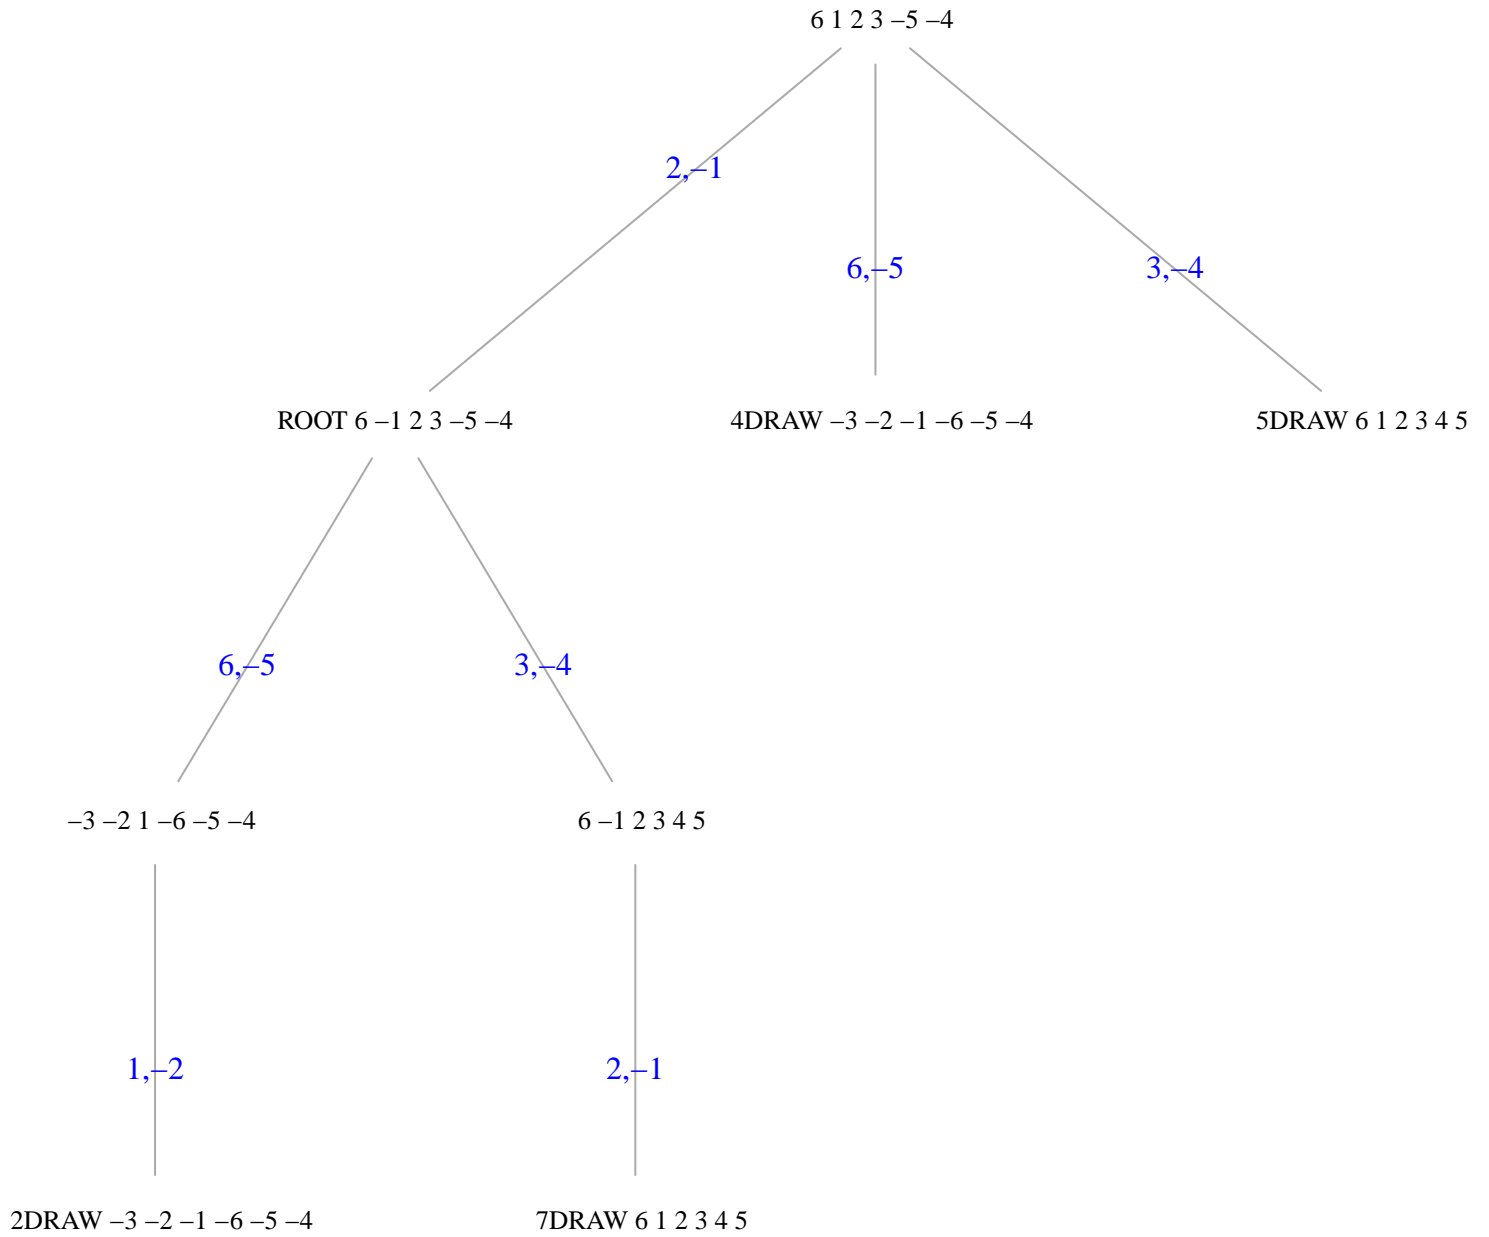 6 1 2 3 –5 –4
2,–1
6,–5
3,–4
ROOT 6 –1 2 3 –5 –4
4DRAW –3 –2 –1 –6 –5 –4
5DRAW 6 1 2 3 4 5
6,–5
3,–4
–3 –2 1 –6 –5 –4
6 –1 2 3 4 5
1,–2
2,–1
2DRAW –3 –2 –1 –6 –5 –4
7DRAW 6 1 2 3 4 5